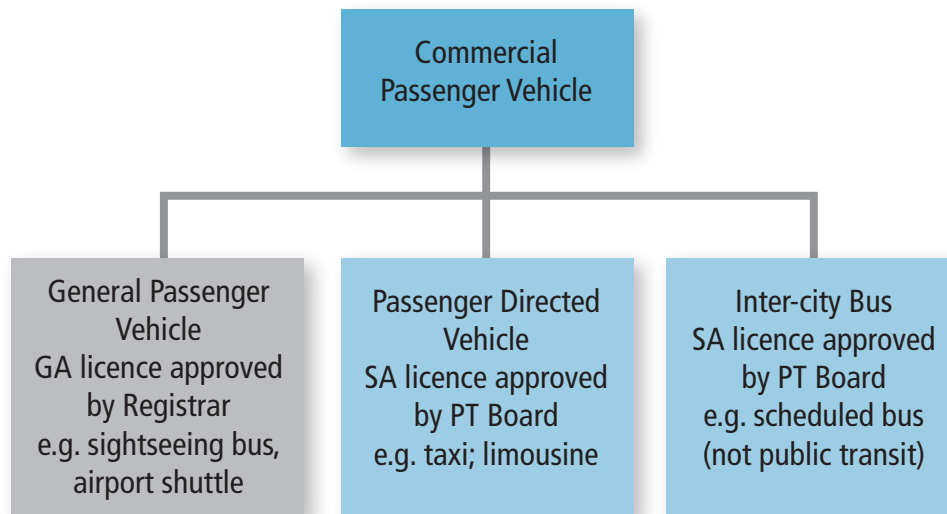 Commercial
Passenger Vehicle
General Passenger
Vehicle
GA licence approved
by Registrar
e.g. sightseeing bus,
airport shuttle
Passenger Directed
Vehicle
SA licence approved
by PT Board
e.g. taxi; limousine
Inter-city Bus
SA licence approved
by PT Board
e.g. scheduled bus
(not public transit)